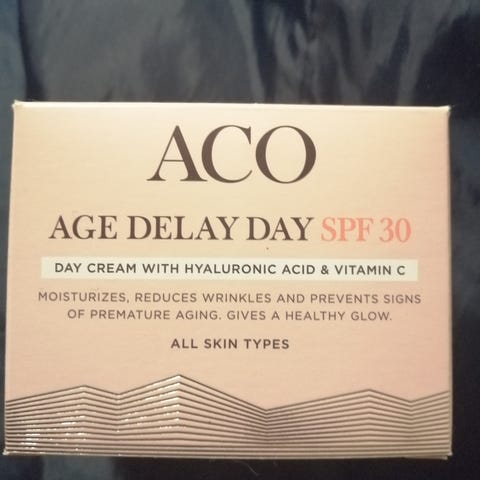 ACO
AGE DELAY DAY SPF 30
DAY CREAM WITH HYALURONIC ACID & VITAMIN C
MOISTURIZES, REDUCES WRINKLES AND PREVENTS SIGNS
OF PREMATURE AGING. GIVES A HEALTHY GLOW.
ALL SKIN TYPES